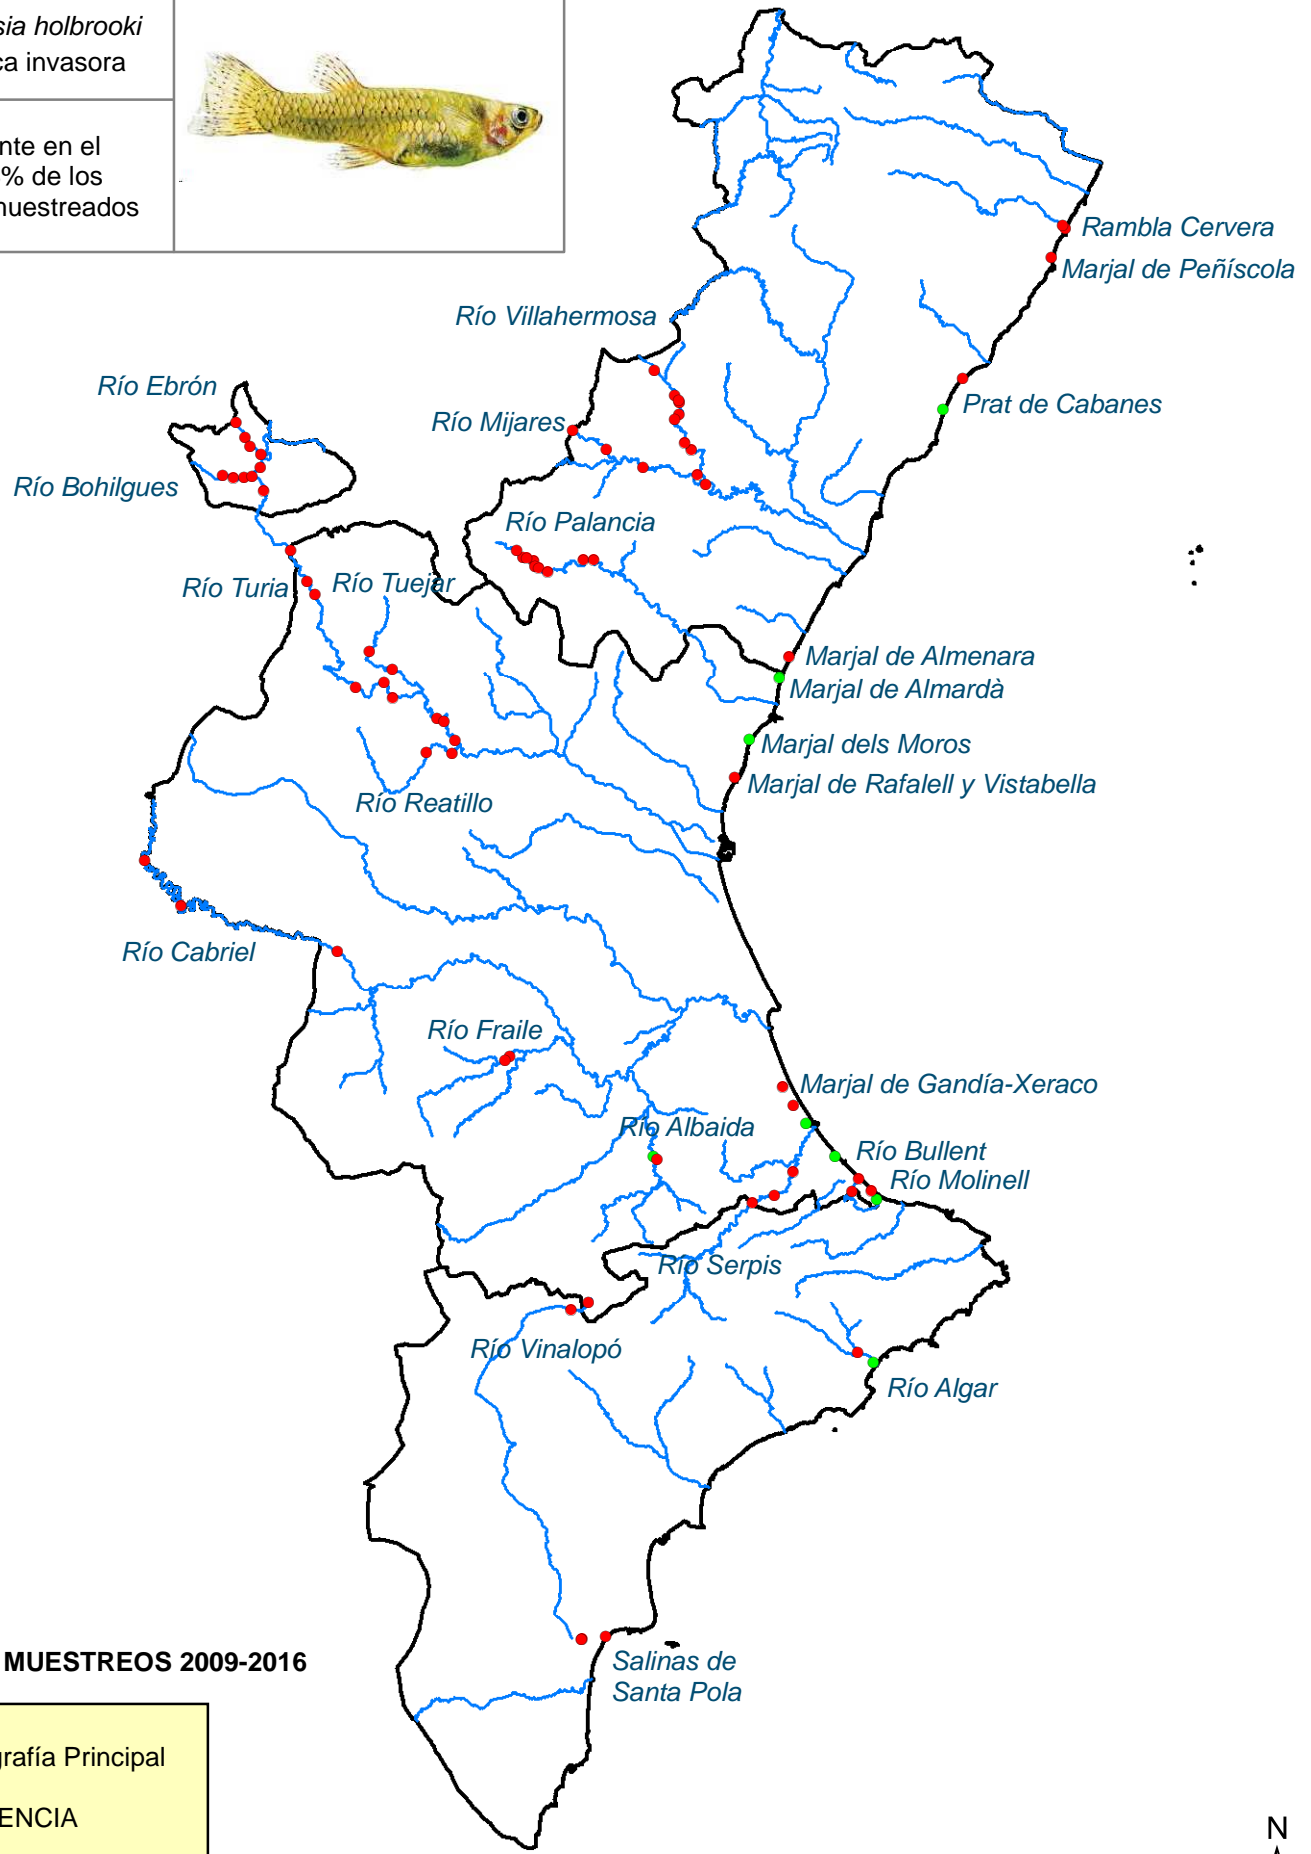 sia holbrooki
ca invasora
nte en el
% de los
nuestreados
Rambla Cervera
Marjal de Peñíscola
Río Villahermosa
Río Ebrón
Prat de Cabanes
Río Mijares
Río Bohilgues
Río Palancia
Río Turia
Río Tuejar
Marjal de Almenara
Marjal de Almardà
Marjal dels Moros
Marjal de Rafalell y Vistabella
Río Reatillo
Río Cabriel
Río Fraile
Marjal de Gandía-Xeraco
Río Albaida
Río Bullent
Río Molinell
Río Serpis
Río Vinalopó
Río Algar
Salinas de
Santa Pola
MUESTREOS 2009-2016
grafía Principal
ENCIA
N